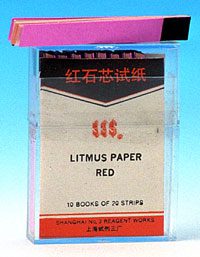 红石芯试纸
SSS.
LITMUS PAPER
RED
10 BOOKS OF 20 STRIPS
SHANGHAI NO. 3 REAGENT WORKS
上海试剂三厂